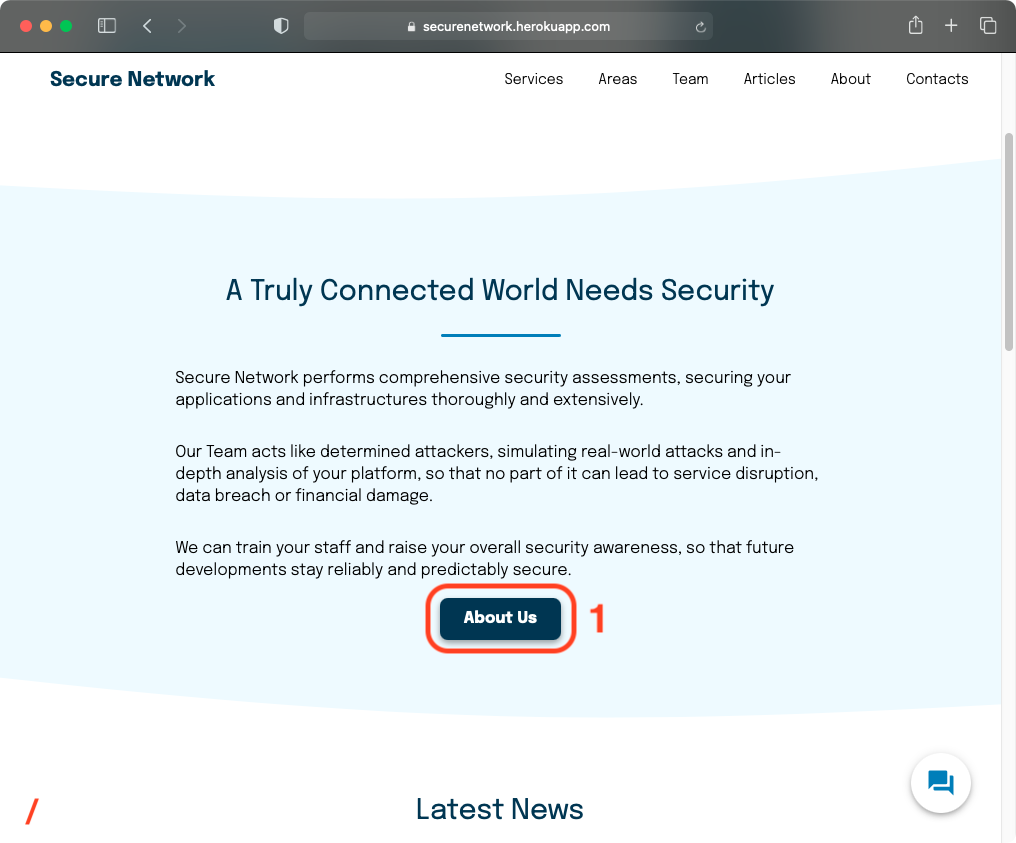 securenetwork.herokuapp.com
Secure Network
Services
Areas
Team
Articles
About
Contacts
A Truly Connected World Needs Security
Secure Network performs comprehensive security assessments, securing your
applications and infrastructures thoroughly and extensively.
Our Team acts like determined attackers, simulating real-world attacks and in-
depth analysis of your platform, so that no part of it can lead to service disruption,
data breach or financial damage.
We can train your staff and raise your overall security awareness, so that future
developments stay reliably and predictably secure.
About Us
1
Latest News
/